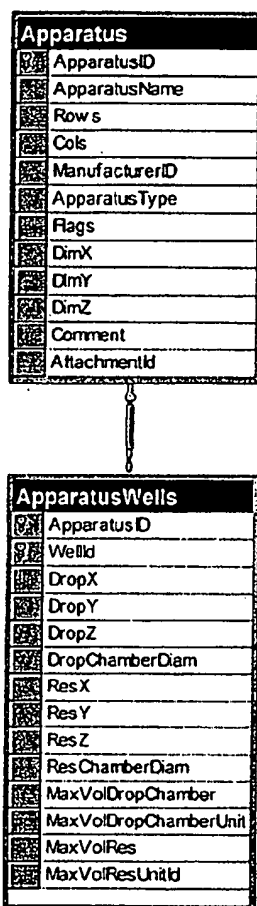 Apparatus
ApparatusID
ApparatusName
Rows
Cols
ManufacturerID
ApparatusType
Flags
DimX
DimY
DimZ
Comment
AttachmentId
ApparatusWells
ApparatusID
WellId
DropX
DropY
DropZ
DropChamberDiam
ResX
ResY
ResZ
ResChamberDiam
MaxVolDropChamber
MaxVolDropChamberUnit
MaxVolRes
MaxVolResUnitId